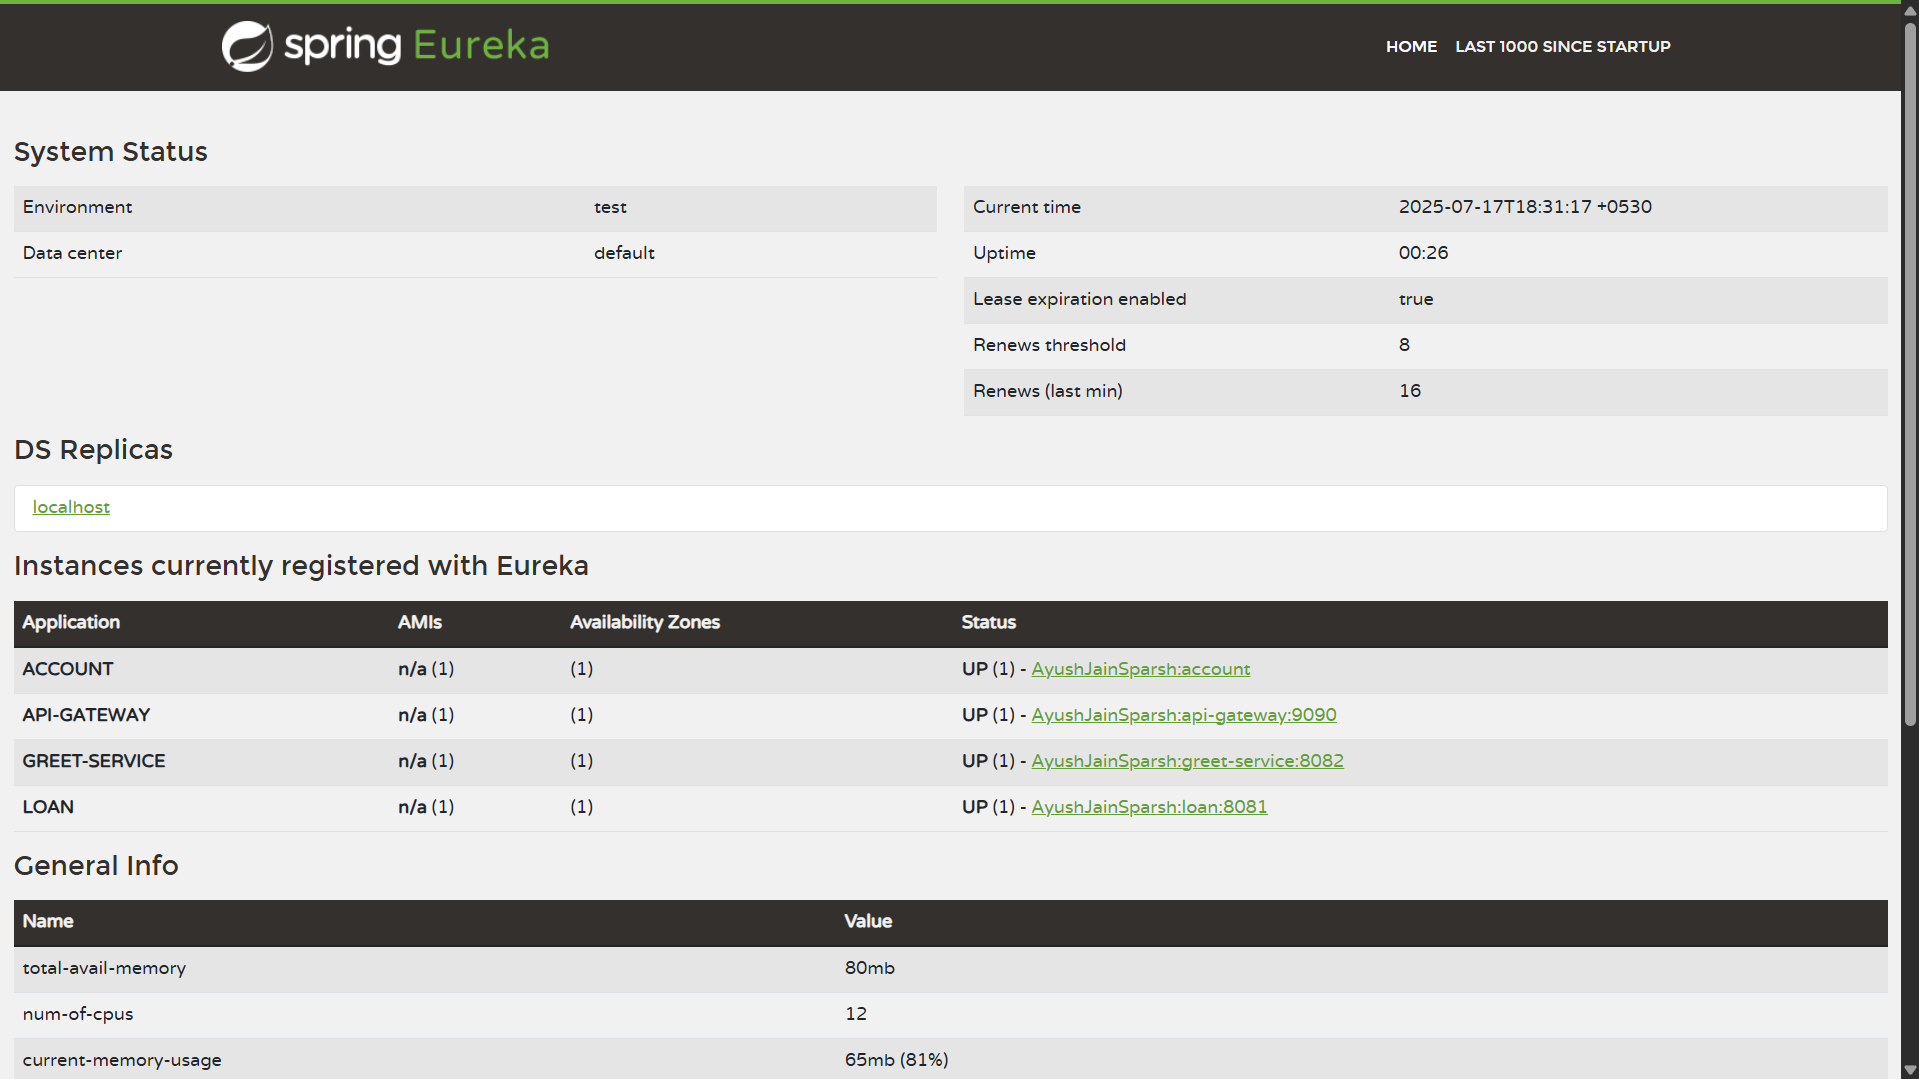 spring Eureka
HOME LAST 1000 SINCE STARTUP
System Status
Environment test
Data center default
Current time 2025-07-17T18:31:17 +0530
Uptime 00:26
Lease expiration enabled true
Renews threshold 8
Renews (last min) 16
DS Replicas
localhost
Instances currently registered with Eureka
Application AMIs Availability Zones Status
ACCOUNT n/a (1) (1) UP (1) - AyushJainSparsh:account
API-GATEWAY n/a (1) (1) UP (1) - AyushJainSparsh:api-gateway:9090
GREET-SERVICE n/a (1) (1) UP (1) - AyushJainSparsh:greet-service:8082
LOAN n/a (1) (1) UP (1) - AyushJainSparsh:loan:8081
General Info
Name Value
total-avail-memory 80mb
num-of-cpus 12
current-memory-usage 65mb (81%)